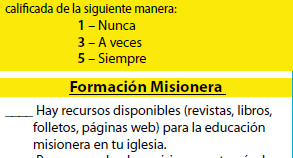 calificada de la siguiente manera:
1 – Nunca
3 – A veces
5 – Siempre
Formación Misionera
____ Hay recursos disponibles (revistas, libros,
folletos, páginas web) para la educación
misionera en tu iglesia.